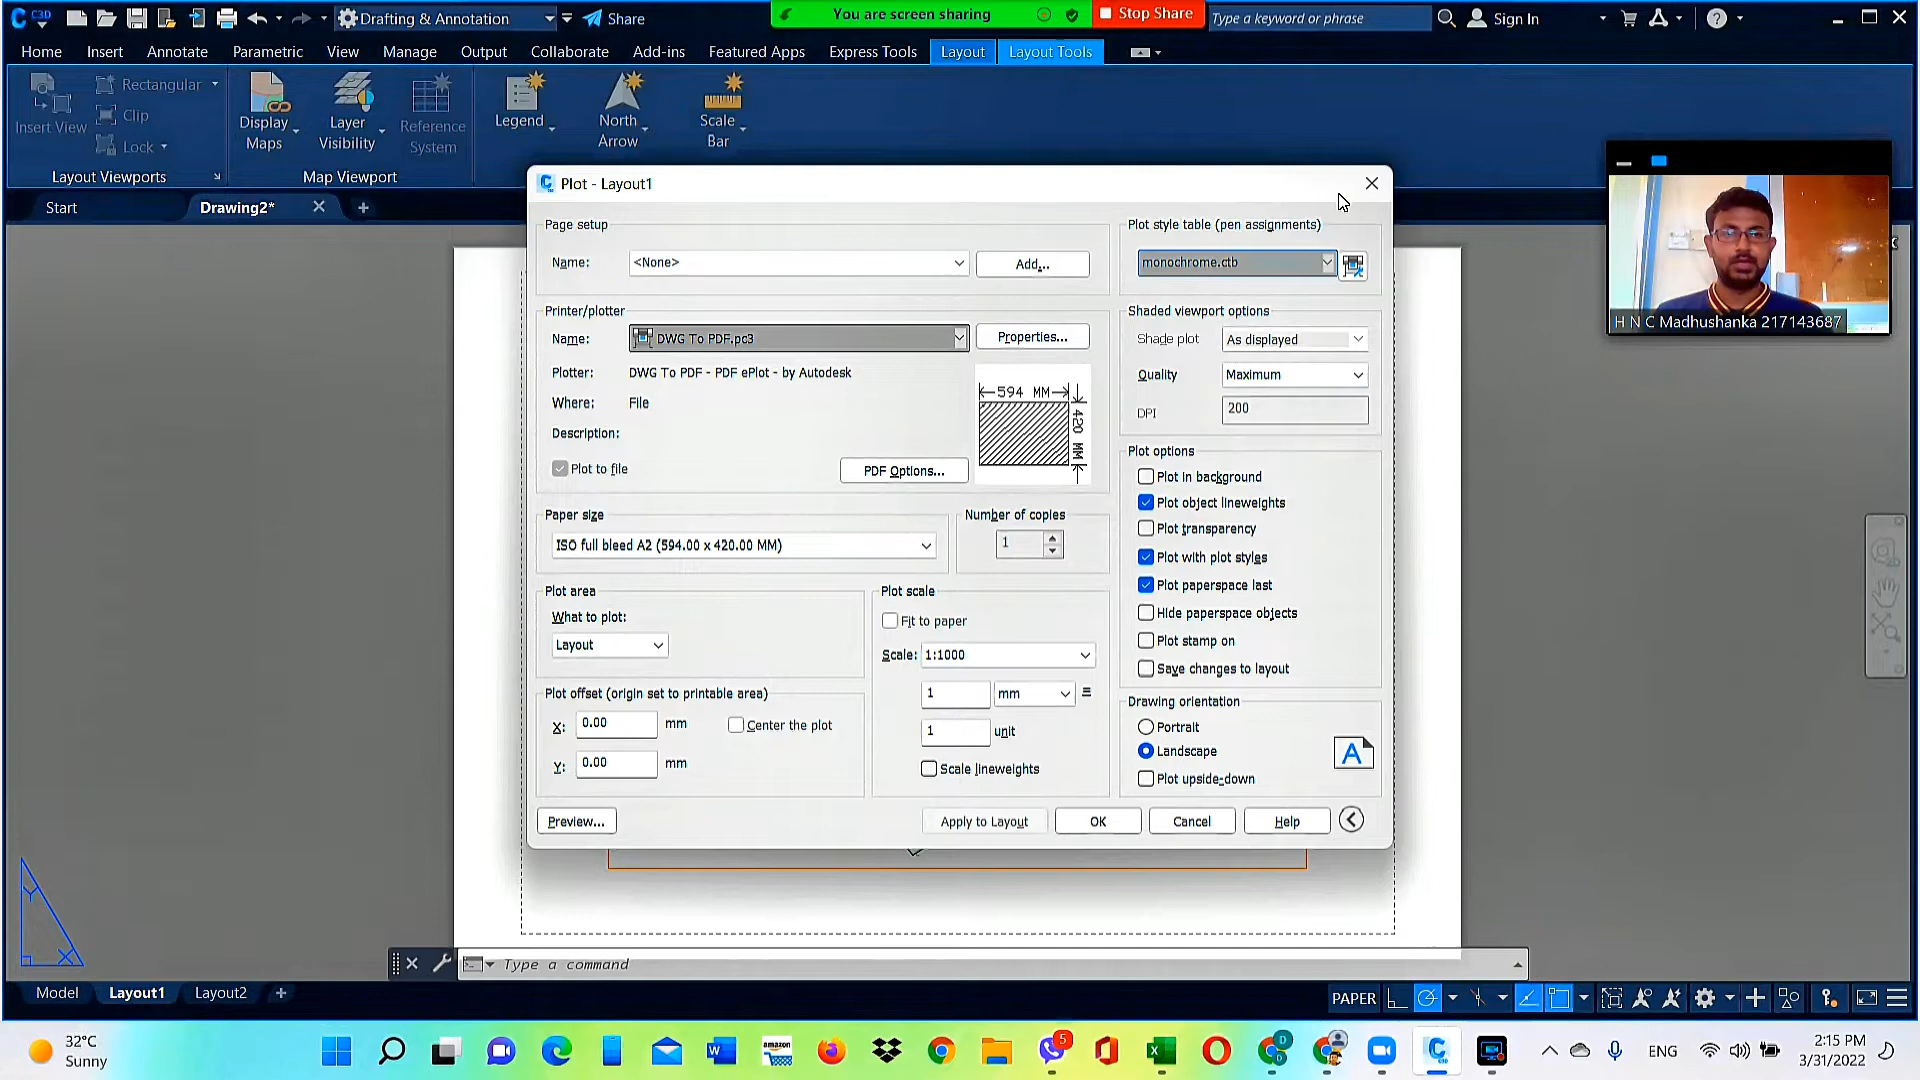 C3D
Drafting & Annotation
Share
You are screen sharing
Stop Share
Type a keyword or phrase
Sign In
Home
Insert
Annotate
Parametric
View
Manage
Output
Collaborate
Add-ins
Featured Apps
Express Tools
Layout
Layout Tools
Insert View
Rectangular
Clip
Lock
Display Maps
Layer Visibility
Reference System
Legend
North Arrow
Scale Bar
Layout Viewports
Map Viewport
Start
Drawing2*
Plot - Layout1
Page setup
Name:
<None>
Add...
Plot style table (pen assignments)
monochrome.ctb
Printer/plotter
Name:
DWG To PDF.pc3
Properties...
Plotter:
DWG To PDF - PDF ePlot - by Autodesk
Where:
File
Description:
Plot to file
PDF Options...
594 MM
420 MM
Shaded viewport options
Shade plot
As displayed
Quality
Maximum
DPI
200
Paper size
ISO full bleed A2 (594.00 x 420.00 MM)
Number of copies
1
Plot options
Plot in background
Plot object lineweights
Plot transparency
Plot with plot styles
Plot paperspace last
Hide paperspace objects
Plot stamp on
Save changes to layout
Plot area
What to plot:
Layout
Plot scale
Fit to paper
Scale:
1:1000
1
mm
=
1
unit
Scale lineweights
Plot offset (origin set to printable area)
X:
0.00
mm
Center the plot
Y:
0.00
mm
Drawing orientation
Portrait
Landscape
Plot upside-down
A
Preview...
Apply to Layout
OK
Cancel
Help
H N C Madhushanka 217143687
Y
X
Type a command
Model
Layout1
Layout2
PAPER
32°C
Sunny
amazon
5
D
D
ENG
2:15 PM
3/31/2022